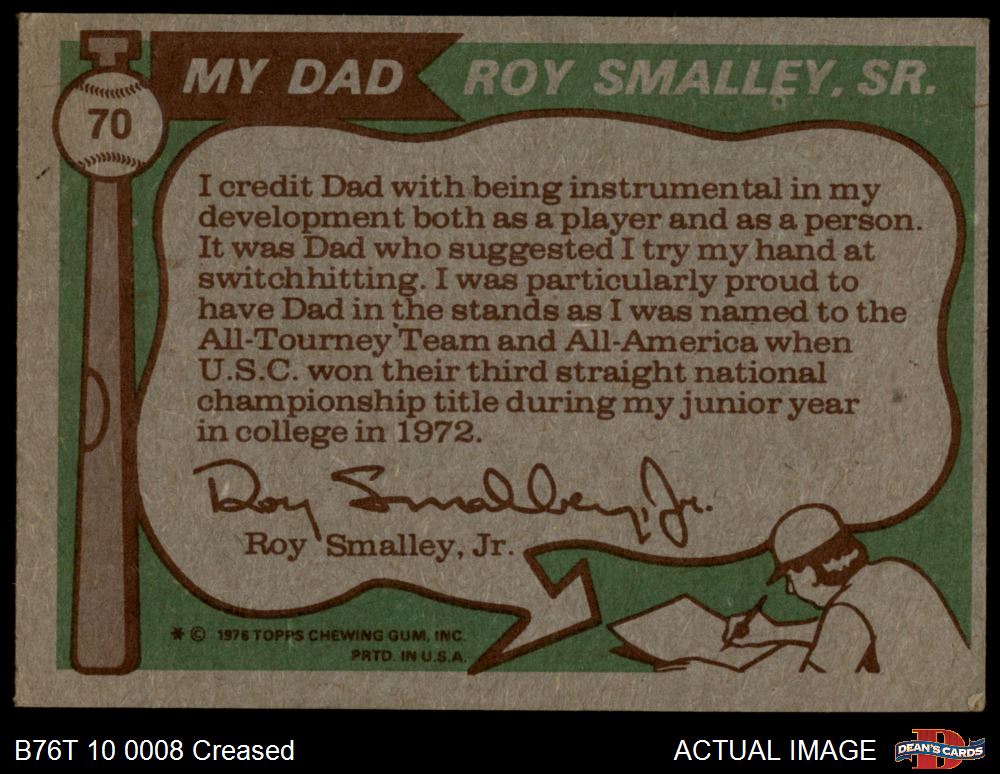 MY DAD
ROY SMALLEY, SR.
70
I credit Dad with being instrumental in my
development both as a player and as a person.
It was Dad who suggested I try my hand at
switchhitting. I was particularly proud to
have Dad in the stands as I was named to the
All-Tourney Team and All-America when
U.S.C. won their third straight national
championship title during my junior year
in college in 1972.
Roy Smalley, Jr.
Roy Smalley, Jr.
* © 1976 TOPPS CHEWING GUM, INC.
PRTD. IN U.S.A.
B76T 10 0008 Creased
ACTUAL IMAGE
D
DEAN'S CARDS